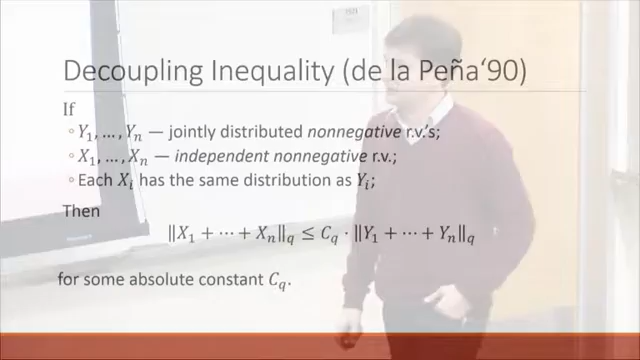 Decoupling Inequality (de la Peña‘90)
If
◦ Y₁, …, Yₙ — jointly distributed nonnegative r.v.'s;
◦ X₁, …, Xₙ — independent nonnegative r.v.;
◦ Each Xᵢ has the same distribution as Yᵢ;
Then
‖X₁ + ⋯ + Xₙ‖_q ≤ C_q · ‖Y₁ + ⋯ + Yₙ‖_q
for some absolute constant C_q.